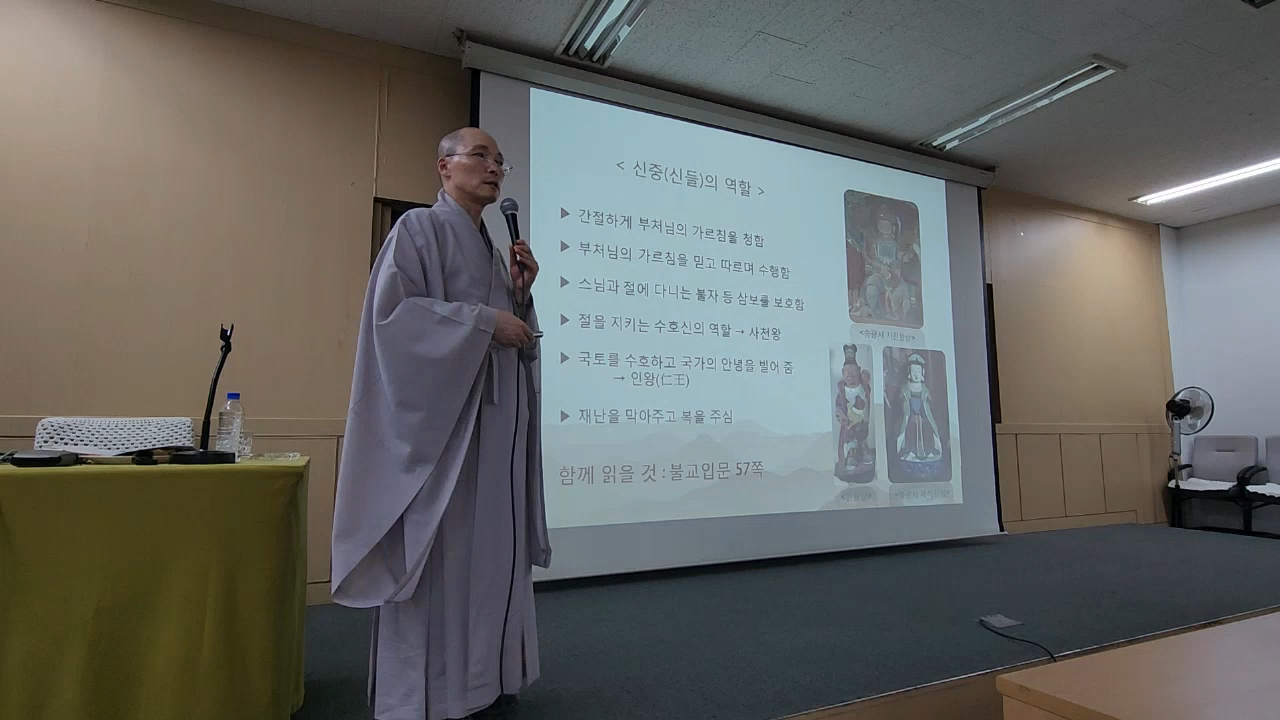 < 신중(신들)의 역할 >
▶ 간절하게 부처님의 가르침을 청합
▶ 부처님의 가르침을 믿고 따르며 수행함
▶ 스님과 절에 다니는 불자 등 삼보를 보호함
▶ 절을 지키는 수호신의 역할 → 사천왕
▶ 국토를 수호하고 국가의 안녕을 빌어 줌
→ 인왕(仁王)
▶ 재난을 막아주고 복을 주심
함께 읽을 것 : 불교입문 57쪽